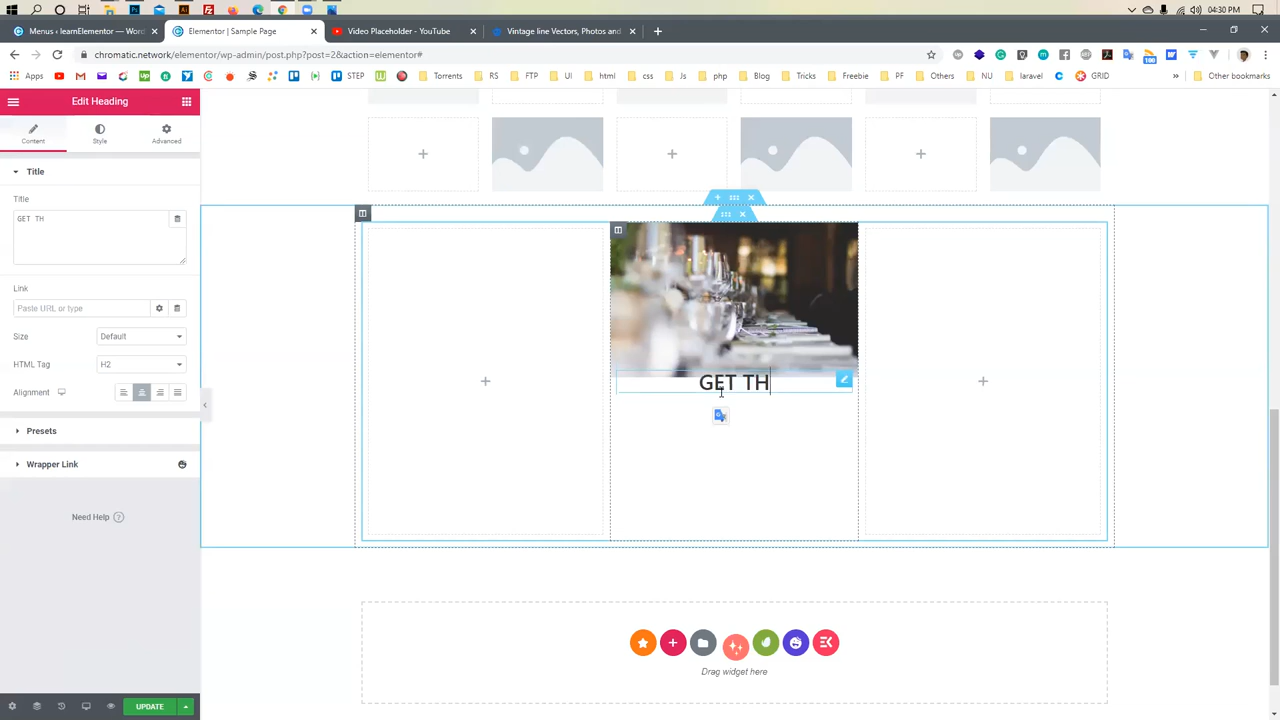 04:30 PM
Menus ‹ learnElementor — Wor
Elementor | Sample Page
Video Placeholder - YouTube
Vintage line Vectors, Photos and
chromatic.network/elementor/wp-admin/post.php?post=2&action=elementor#
Apps
STEP
Torrents
RS
FTP
UI
html
css
Js
php
Blog
Tricks
Freebie
PF
Others
NU
laravel
GRID
»
Other bookmarks
Edit Heading
Content
Style
Advanced
Title
Title
GET TH
Link
Paste URL or type
Size
Default
HTML Tag
H2
Alignment
Presets
Wrapper Link
Need Help ?
UPDATE
GET TH
Drag widget here